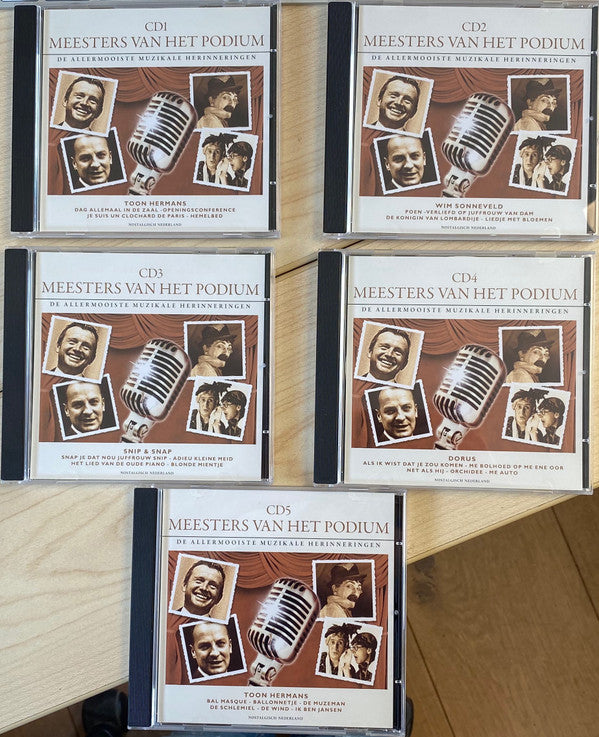 CD1
MEESTERS VAN HET PODIUM
DE ALLERMOOISTE MUZIKALE HERINNERINGEN
TOON HERMANS
DAG ALLEMAAL IN DE ZAAL - OPENINGSCONFERENCE
JE SUIS UN CLOCHARD DE PARIS - HEMELBED
NOSTALGISCH NEDERLAND
CD2
MEESTERS VAN HET PODIUM
DE ALLERMOOISTE MUZIKALE HERINNERINGEN
WIM SONNEVELD
POEN - VERLIEFD OP JUFFROUW VAN DAM
DE KONIGIN VAN LOMBARDIJE - LIEDJE MET BLOEMEN
NOSTALGISCH NEDERLAND
CD3
MEESTERS VAN HET PODIUM
DE ALLERMOOISTE MUZIKALE HERINNERINGEN
SNIP & SNAP
SNAP JE DAT NOU JUFFROUW SNIP - ADIEU KLEINE MEID
HET LIED VAN DE OUDE PIANO - BLONDE MIENTJE
NOSTALGISCH NEDERLAND
CD4
MEESTERS VAN HET PODIUM
DE ALLERMOOISTE MUZIKALE HERINNERINGEN
DORUS
ALS IK WIST DAT JE ZOU KOMEN - ME BOLHOED OP ME ENE OOR
NET ALS HIJ - ORCHIDEE - ME AUTO
NOSTALGISCH NEDERLAND
CD5
MEESTERS VAN HET PODIUM
DE ALLERMOOISTE MUZIKALE HERINNERINGEN
TOON HERMANS
BAL MASQUE - BALLONNETJE - DE MUZEMAN
DE SCHLEMIEL - DE WIND - IK BEN JANSEN
NOSTALGISCH NEDERLAND